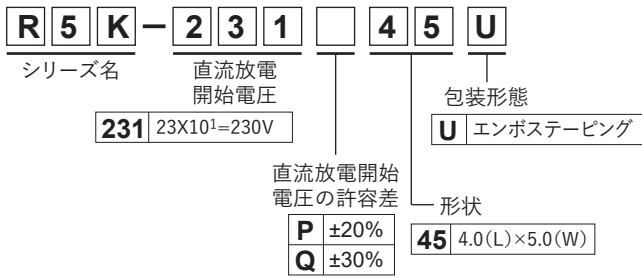 R5K-231□45U
シリーズ名
直流放電
開始電圧
231 23X10¹=230V
包装形態
U エンボステーピング
直流放電開始
電圧の許容差
P ±20%
Q ±30%
形状
45 4.0(L)×5.0(W)